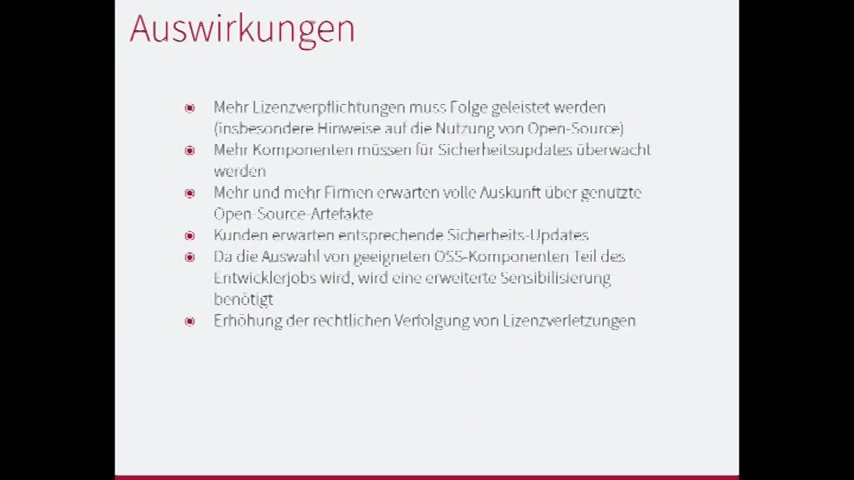 Auswirkungen
Mehr Lizenzverpflichtungen muss Folge geleistet werden
(insbesondere Hinweise auf die Nutzung von Open-Source)
Mehr Komponenten müssen für Sicherheitsupdates überwacht
werden
Mehr und mehr Firmen erwarten volle Auskunft über genutzte
Open-Source-Artefakte
Kunden erwarten entsprechende Sicherheits-Updates
Da die Auswahl von geeigneten OSS-Komponenten Teil des
Entwicklerjobs wird, wird eine erweiterte Sensibilisierung
benötigt
Erhöhung der rechtlichen Verfolgung von Lizenzverletzungen